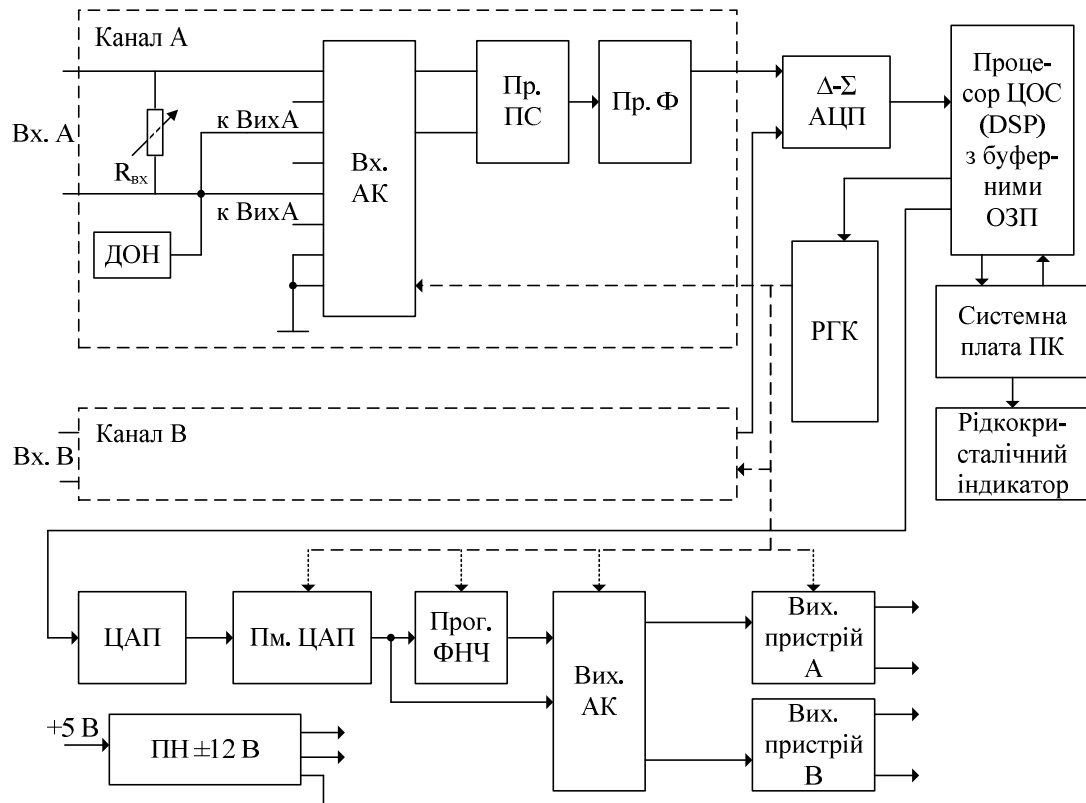 Канал А
Вх. А
R_вх
к ВихА
к ВихА
ДОН
Вх.
АК
Пр.
ПС
Пр. Ф
Δ-Σ
АЦП
Проце-
сор ЦОС
(DSP)
з буфер-
ними
ОЗП
РГК
Системна
плата ПК
Рідкокри-
сталічний
індикатор
Канал В
Вх. В
ЦАП
Пм. ЦАП
Прог.
ФНЧ
Вих.
АК
Вих.
пристрій
А
Вих.
пристрій
В
+5 В
ПН ±12 В